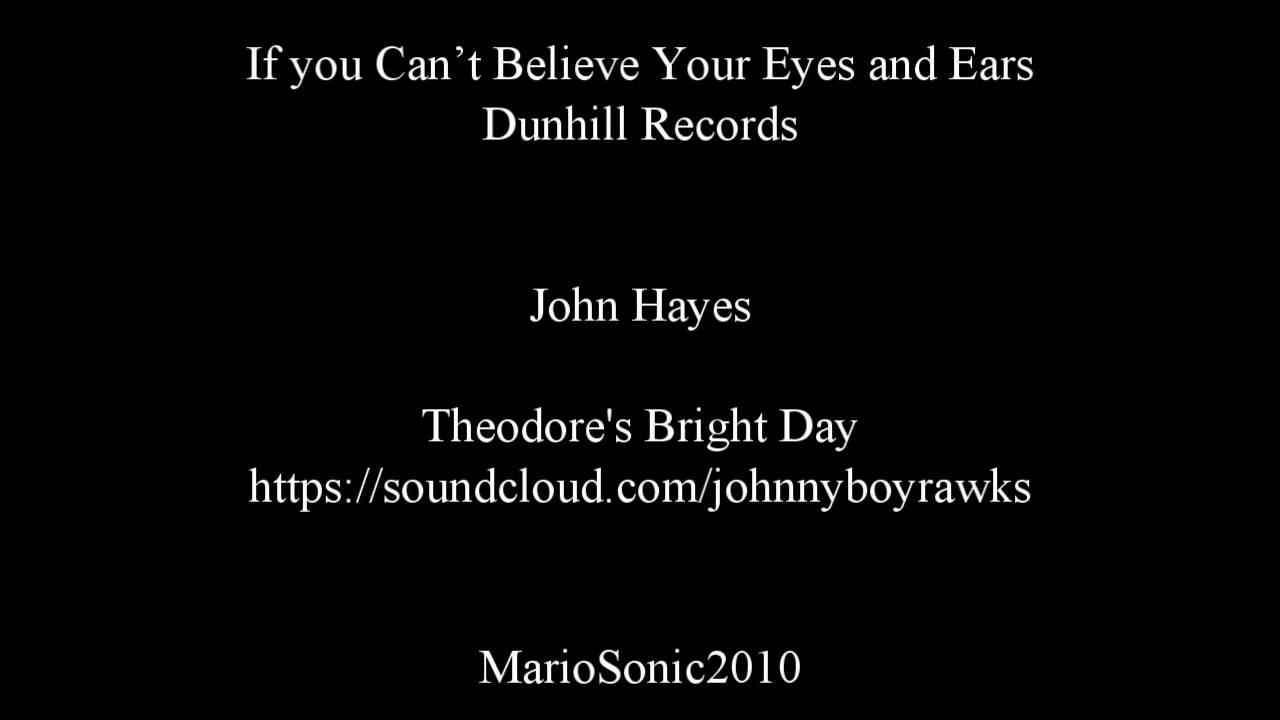 If you Can’t Believe Your Eyes and Ears
Dunhill Records
John Hayes
Theodore's Bright Day
https://soundcloud.com/johnnyboyrawks
MarioSonic2010